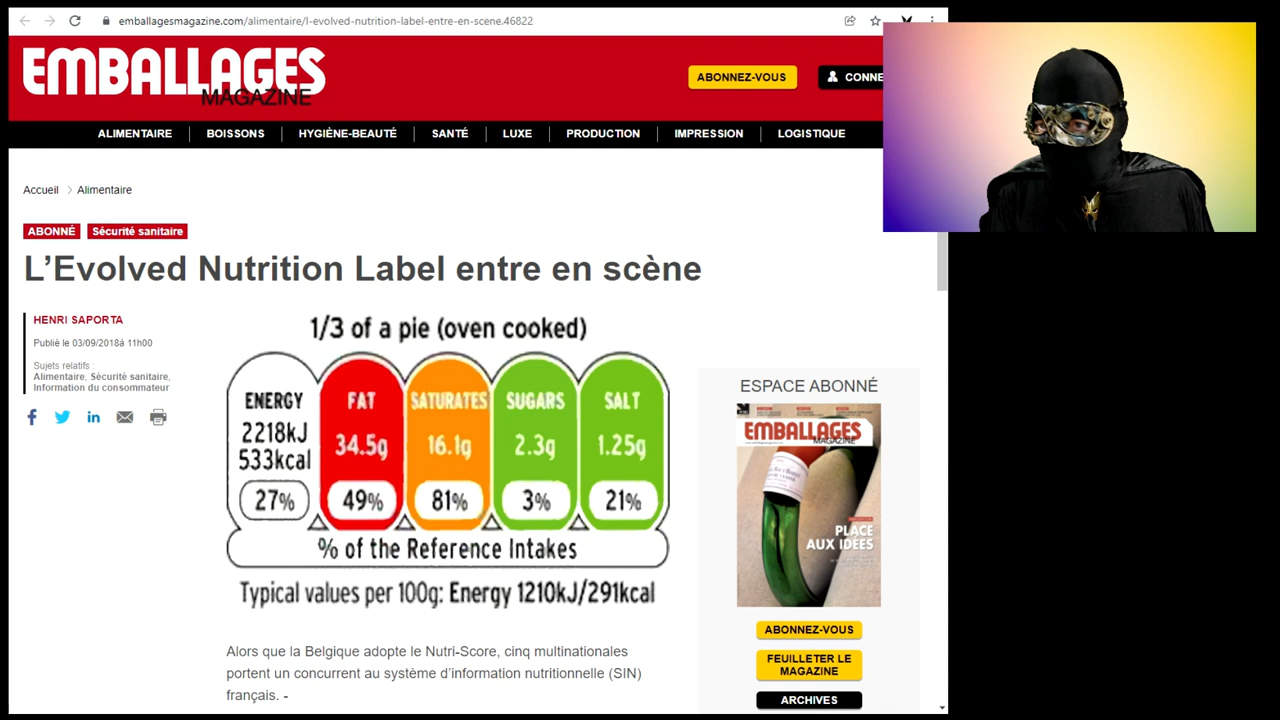 emballagesmagazine.com/alimentaire/l-evolved-nutrition-label-entre-en-scene.46822
EMBALLAGES
MAGAZINE
ABONNEZ-VOUS
CONNE
ALIMENTAIRE
BOISSONS
HYGIÈNE-BEAUTÉ
SANTÉ
LUXE
PRODUCTION
IMPRESSION
LOGISTIQUE
Accueil > Alimentaire
ABONNÉ
Sécurité sanitaire
L’Evolved Nutrition Label entre en scène
HENRI SAPORTA
Publié le 03/09/2018à 11h00
Sujets relatifs :
Alimentaire, Sécurité sanitaire,
Information du consommateur
1/3 of a pie (oven cooked)
ENERGY
2218kJ
533kcal
27%
FAT
34.5g
49%
SATURATES
16.1g
81%
SUGARS
2.3g
3%
SALT
1.25g
21%
% of the Reference Intakes
Typical values per 100g: Energy 1210kJ/291kcal
Alors que la Belgique adopte le Nutri-Score, cinq multinationales
portent un concurrent au système d’information nutritionnelle (SIN)
français. -
ESPACE ABONNÉ
EMBALLAGES
MAGAZINE
PLACE
AUX IDÉES
ABONNEZ-VOUS
FEUILLETER LE
MAGAZINE
ARCHIVES